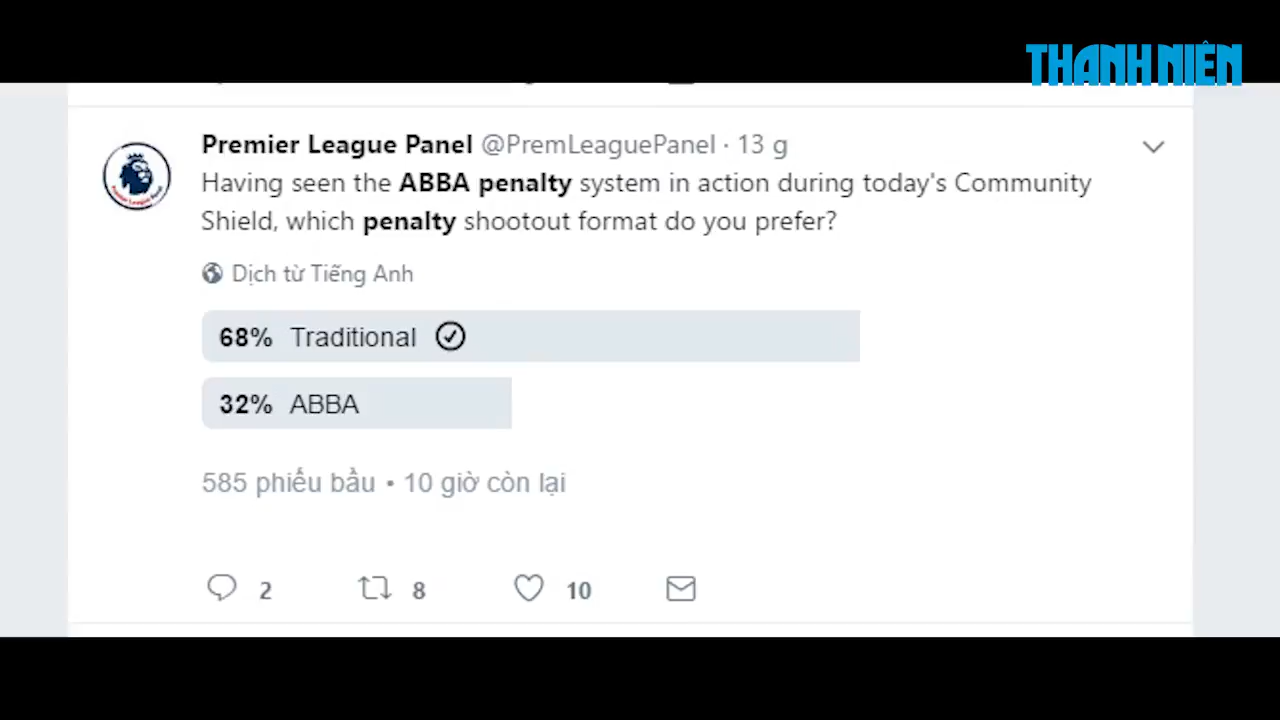 THANH NIÊN
Premier League Panel @PremLeaguePanel · 13 g
Having seen the ABBA penalty system in action during today's Community
Shield, which penalty shootout format do you prefer?
Dịch từ Tiếng Anh
68% Traditional
32% ABBA
585 phiếu bầu • 10 giờ còn lại
2 8 10